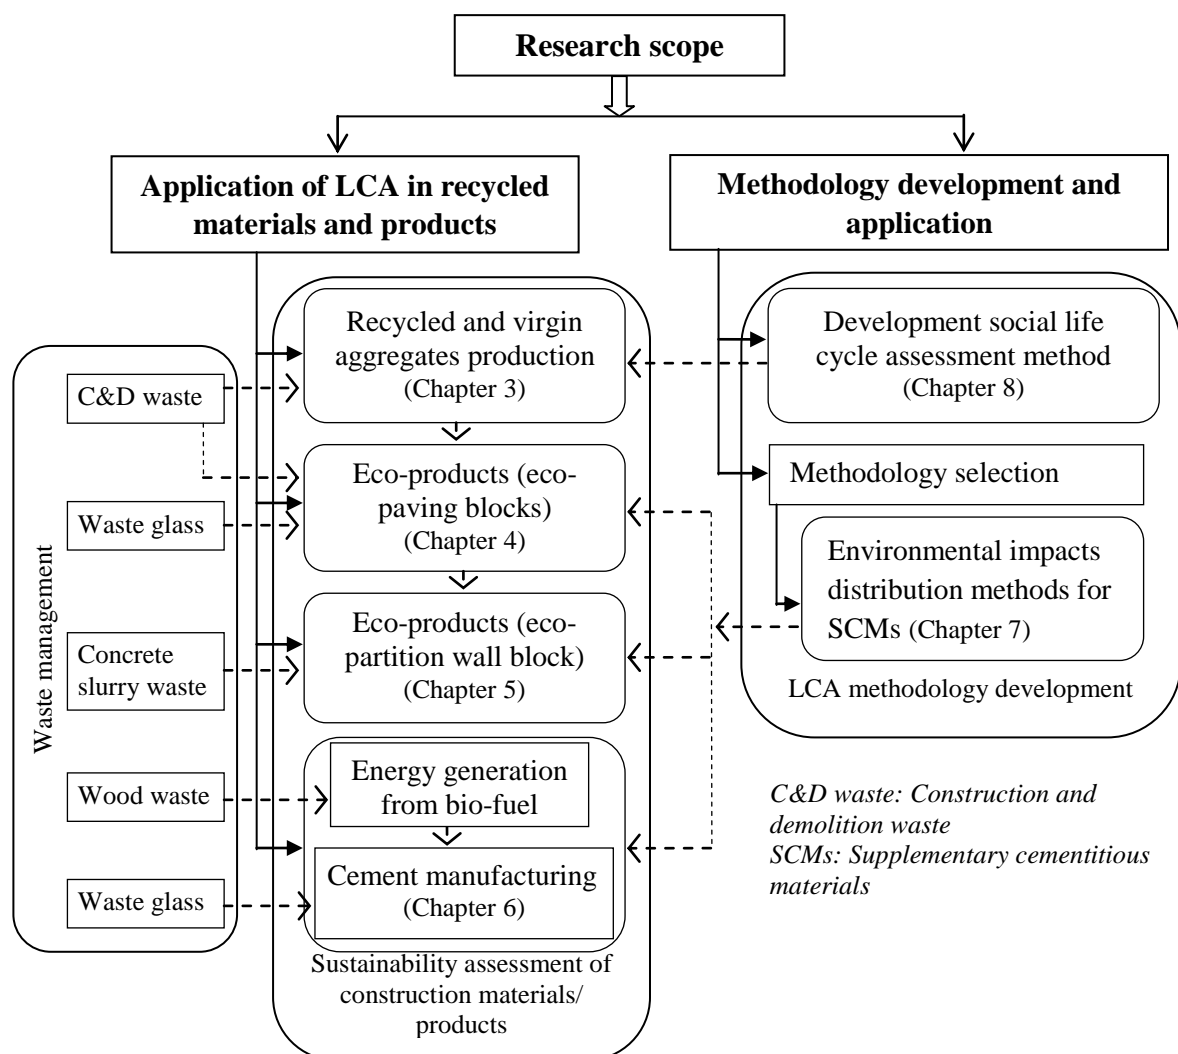 Research scope
Application of LCA in recycled
materials and products
Methodology development and
application
Waste management
C&D waste
Waste glass
Concrete
slurry waste
Wood waste
Waste glass
Recycled and virgin
aggregates production
(Chapter 3)
Eco-products (eco-
paving blocks)
(Chapter 4)
Eco-products (eco-
partition wall block)
(Chapter 5)
Energy generation
from bio-fuel
Cement manufacturing
(Chapter 6)
Sustainability assessment of
construction materials/
products
Development social life
cycle assessment method
(Chapter 8)
Methodology selection
Environmental impacts
distribution methods for
SCMs (Chapter 7)
LCA methodology development
C&D waste: Construction and
demolition waste
SCMs: Supplementary cementitious
materials